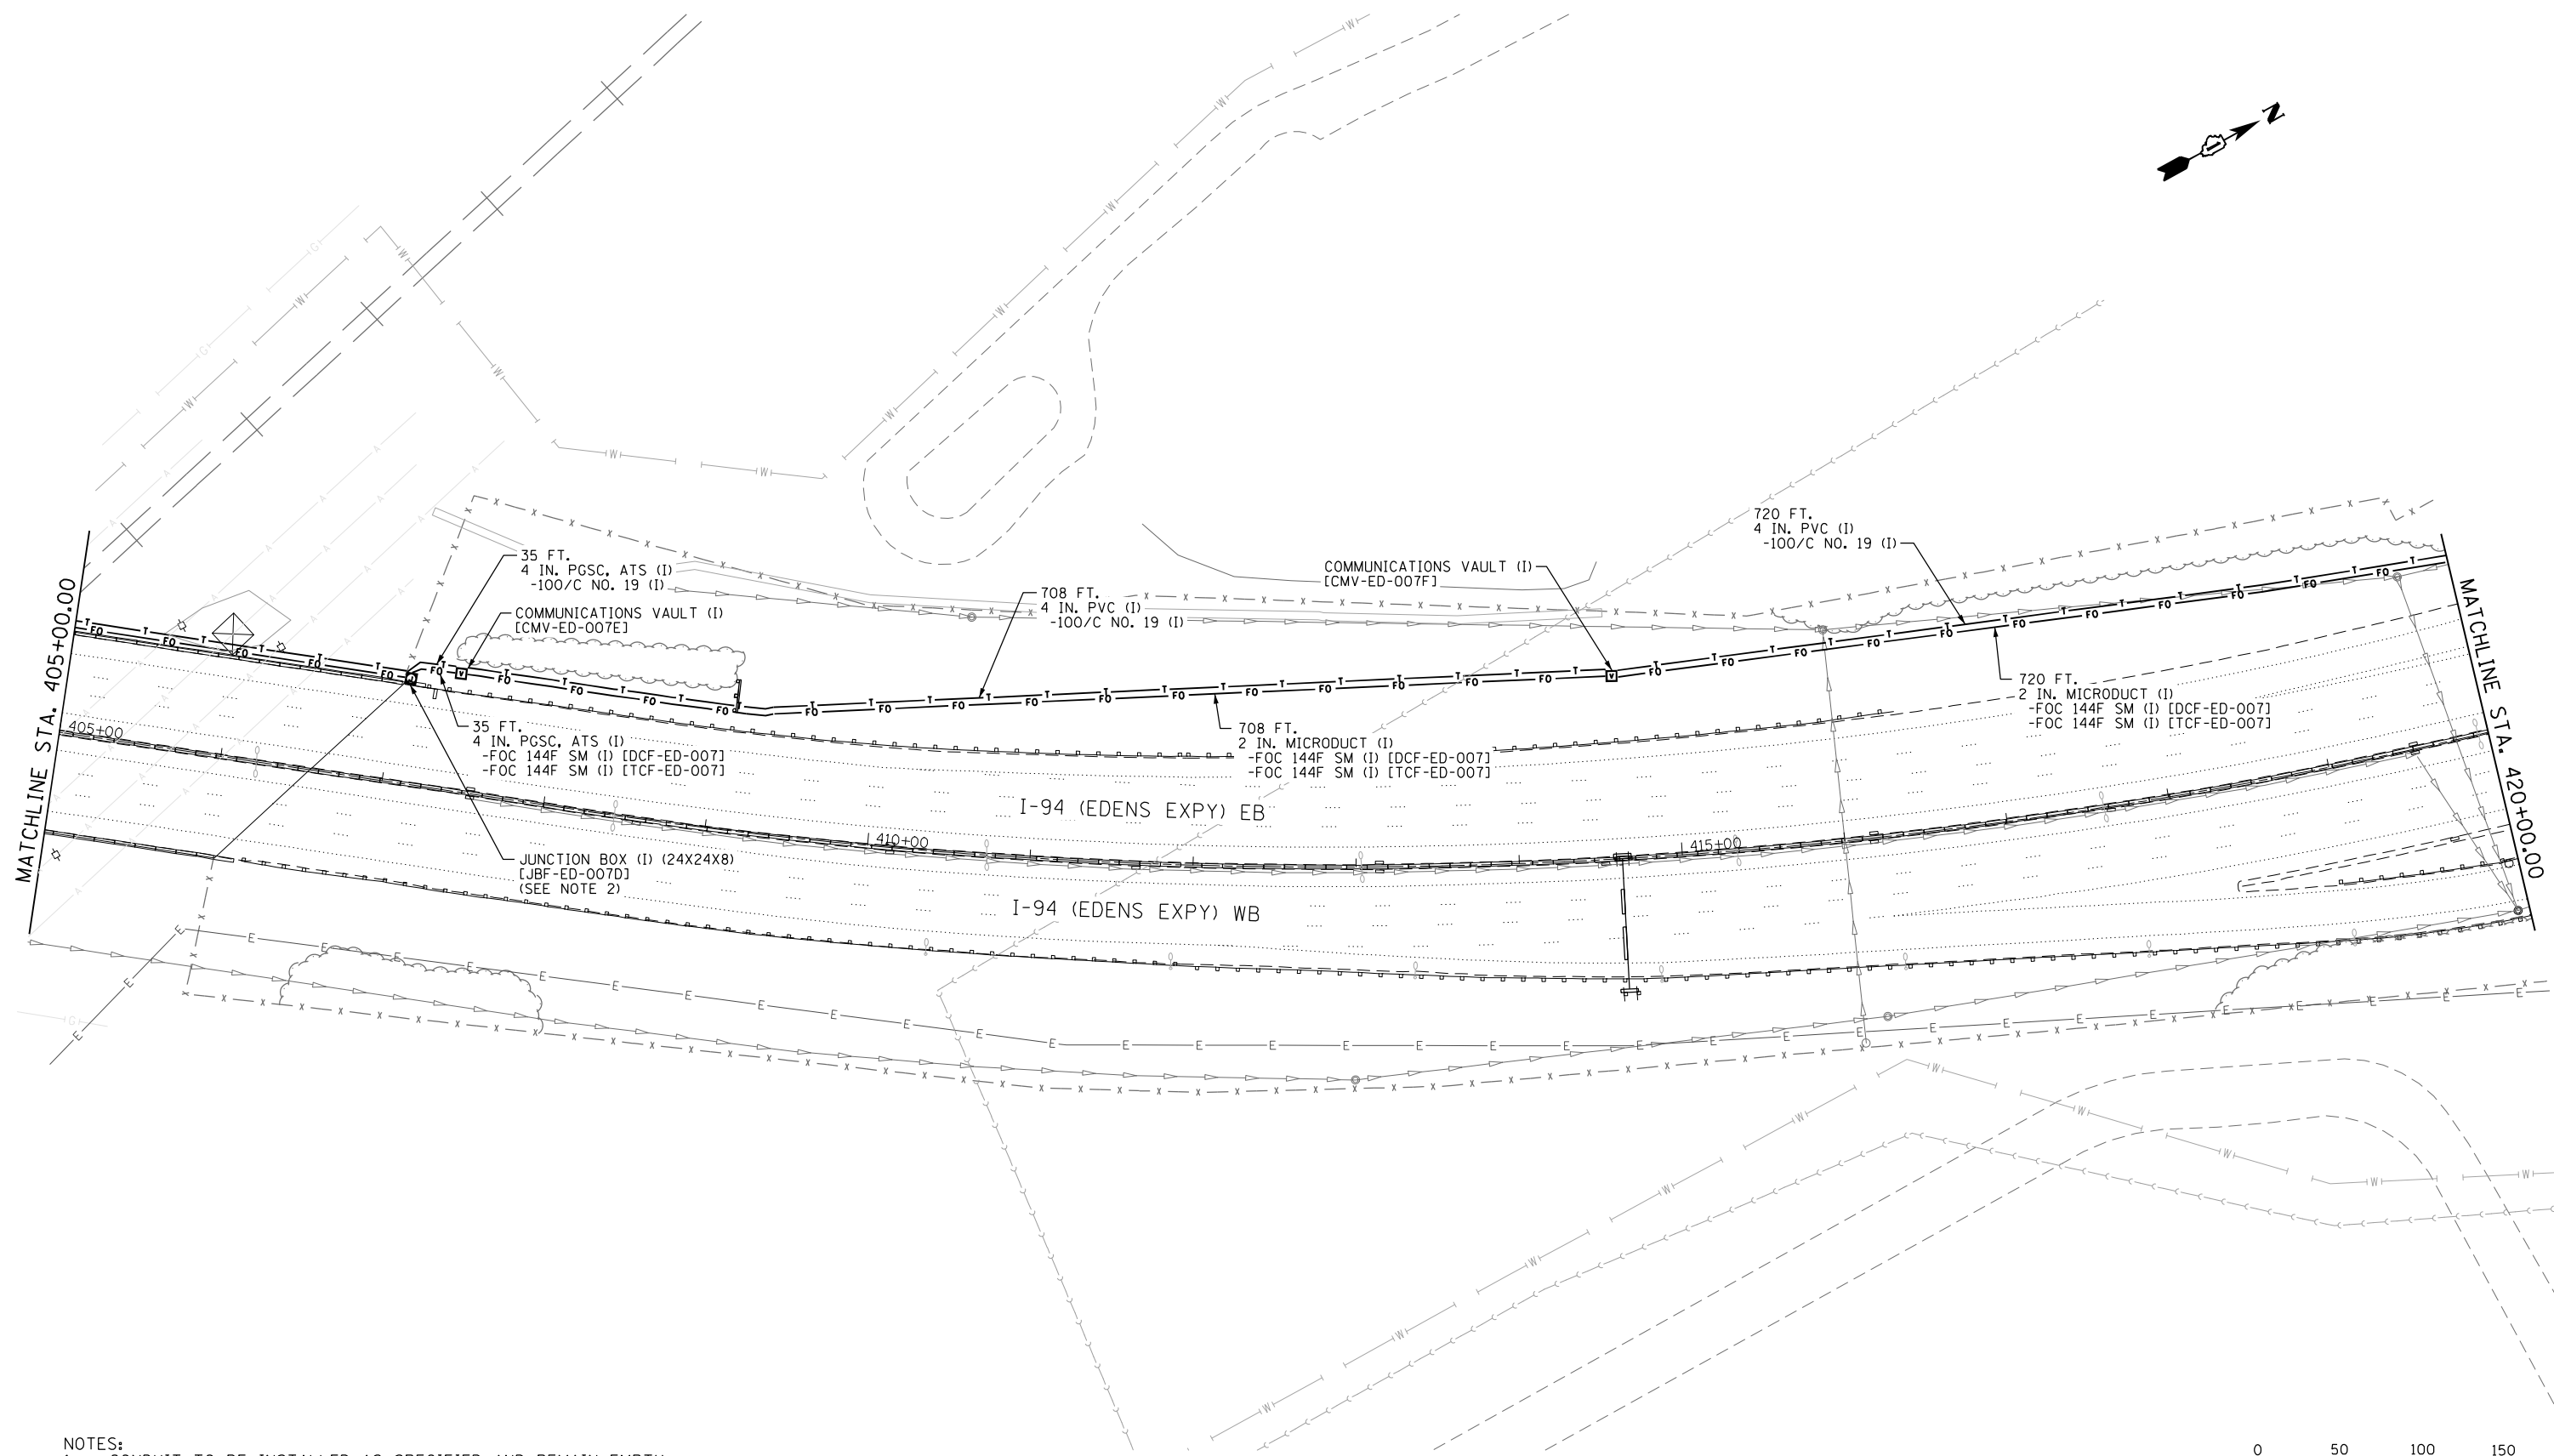 N
720 FT.
4 IN. PVC (I)
-100/C NO. 19 (I)
35 FT.
4 IN. PGSC, ATS (I)
-100/C NO. 19 (I)
COMMUNICATIONS VAULT (I)
[CMV-ED-007F]
708 FT.
4 IN. PVC (I)
-100/C NO. 19 (I)
COMMUNICATIONS VAULT (I)
[CMV-ED-007E]
MATCHLINE STA. 405+00.00
MATCHLINE STA. 420+00.00
720 FT.
2 IN. MICRODUCT (I)
-FOC 144F SM (I) [DCF-ED-007]
-FOC 144F SM (I) [TCF-ED-007]
405+00
35 FT.
4 IN. PGSC, ATS (I)
-FOC 144F SM (I) [DCF-ED-007]
-FOC 144F SM (I) [TCF-ED-007]
708 FT.
2 IN. MICRODUCT (I)
-FOC 144F SM (I) [DCF-ED-007]
-FOC 144F SM (I) [TCF-ED-007]
I-94 (EDENS EXPY) EB
410+00
415+00
JUNCTION BOX (I) (24X24X8)
[JBF-ED-007D]
(SEE NOTE 2)
I-94 (EDENS EXPY) WB
NOTES:
0 50 100 150